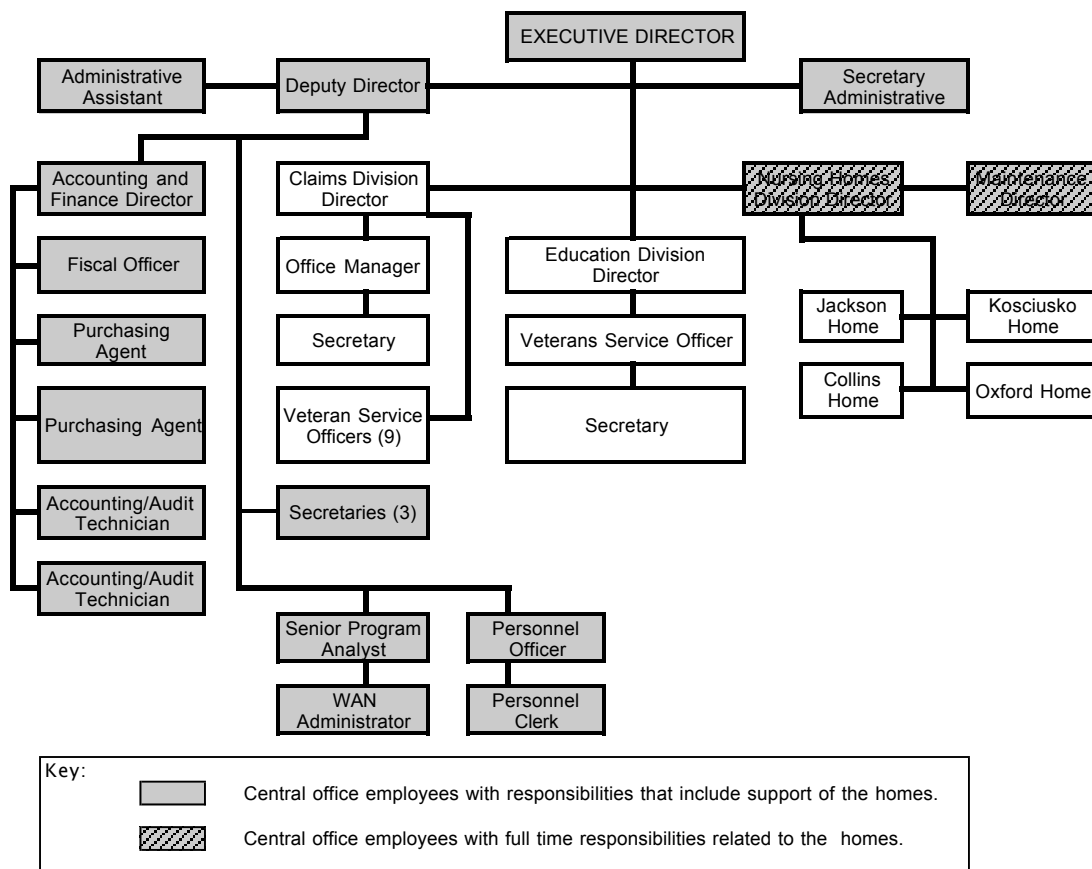 EXECUTIVE DIRECTOR
Administrative
Assistant
Deputy Director
Secretary
Administrative
Accounting and
Finance Director
Claims Division
Director
Nursing Homes
Division Director
Maintenance
Director
Fiscal Officer
Office Manager
Education Division
Director
Purchasing
Agent
Secretary
Veterans Service Officer
Jackson
Home
Kosciusko
Home
Purchasing Agent
Veteran Service
Officers (9)
Secretary
Collins
Home
Oxford Home
Accounting/Audit
Technician
Secretaries (3)
Accounting/Audit
Technician
Senior Program
Analyst
Personnel
Officer
WAN
Administrator
Personnel
Clerk
Key:
Central office employees with responsibilities that include support of the homes.
Central office employees with full time responsibilities related to the homes.